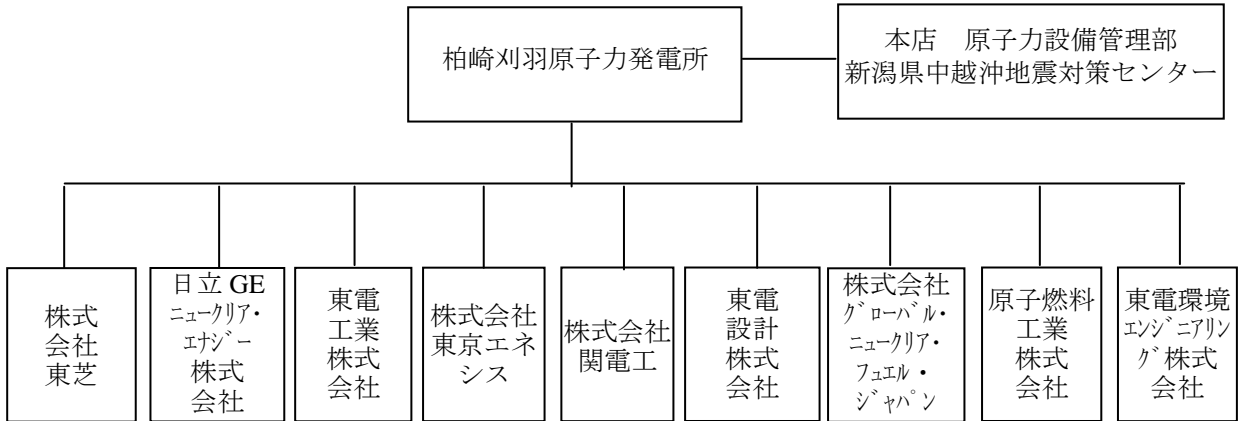 柏崎刈羽原子力発電所
本店　原子力設備管理部
新潟県中越沖地震対策センター
株式
会社
東芝
日立 GE
ニュークリア・
エナジー
株式
会社
東電
工業
株式
会社
株式会社
東京エネ
シス
株式会社
関電工
東電
設計
株式
会社
株式会社
グローバル・
ニュークリア・
フュエル・
ジャパン
原子燃料
工業
株式
会社
東電環境
エンジニアリン
グ株式
会社